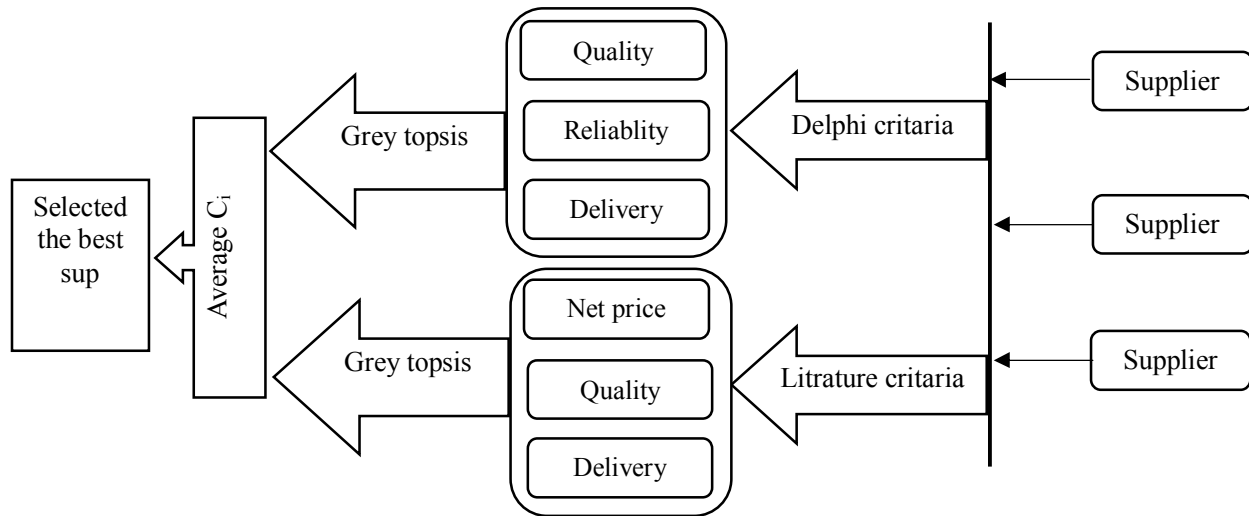 Quality
Supplier
Grey topsis
Reliablity
Delphi critaria
Delivery
Selected
the best
sup
Average Ci
Supplier
Net price
Grey topsis
Quality
Litrature critaria
Supplier
Delivery